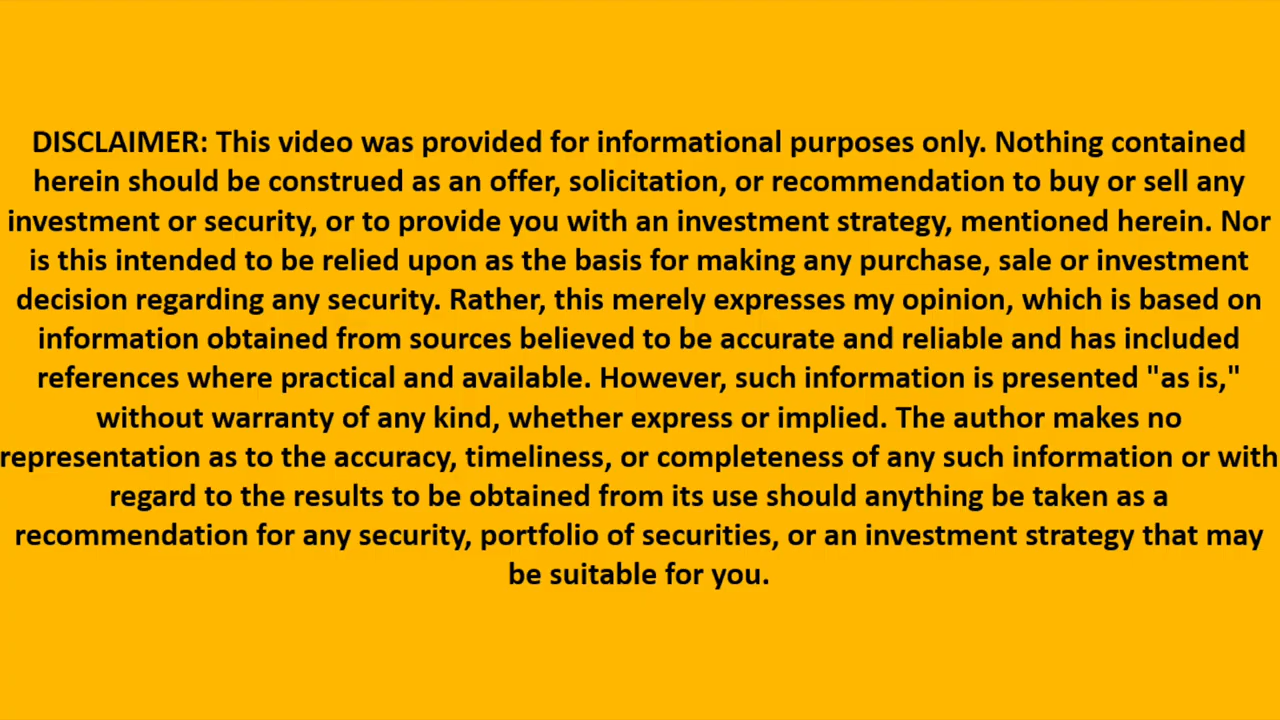 DISCLAIMER: This video was provided for informational purposes only. Nothing contained
herein should be construed as an offer, solicitation, or recommendation to buy or sell any
investment or security, or to provide you with an investment strategy, mentioned herein. Nor
is this intended to be relied upon as the basis for making any purchase, sale or investment
decision regarding any security. Rather, this merely expresses my opinion, which is based on
information obtained from sources believed to be accurate and reliable and has included
references where practical and available. However, such information is presented "as is,"
without warranty of any kind, whether express or implied. The author makes no
representation as to the accuracy, timeliness, or completeness of any such information or with
regard to the results to be obtained from its use should anything be taken as a
recommendation for any security, portfolio of securities, or an investment strategy that may
be suitable for you.